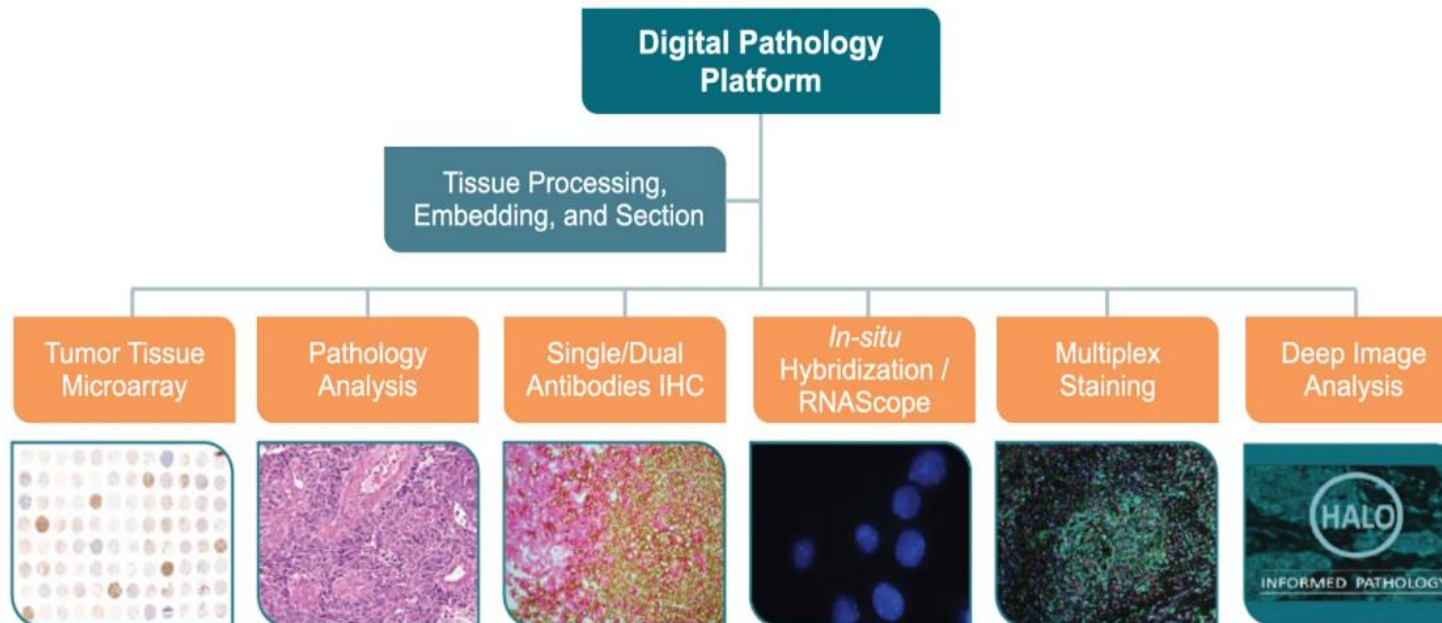 Digital Pathology
Platform
Tissue Processing,
Embedding, and Section
Tumor Tissue
Microarray
Pathology
Analysis
Single/Dual
Antibodies IHC
In-situ
Hybridization /
RNAScope
Multiplex
Staining
Deep Image
Analysis
HALO
INFORMED PATHOLOGY